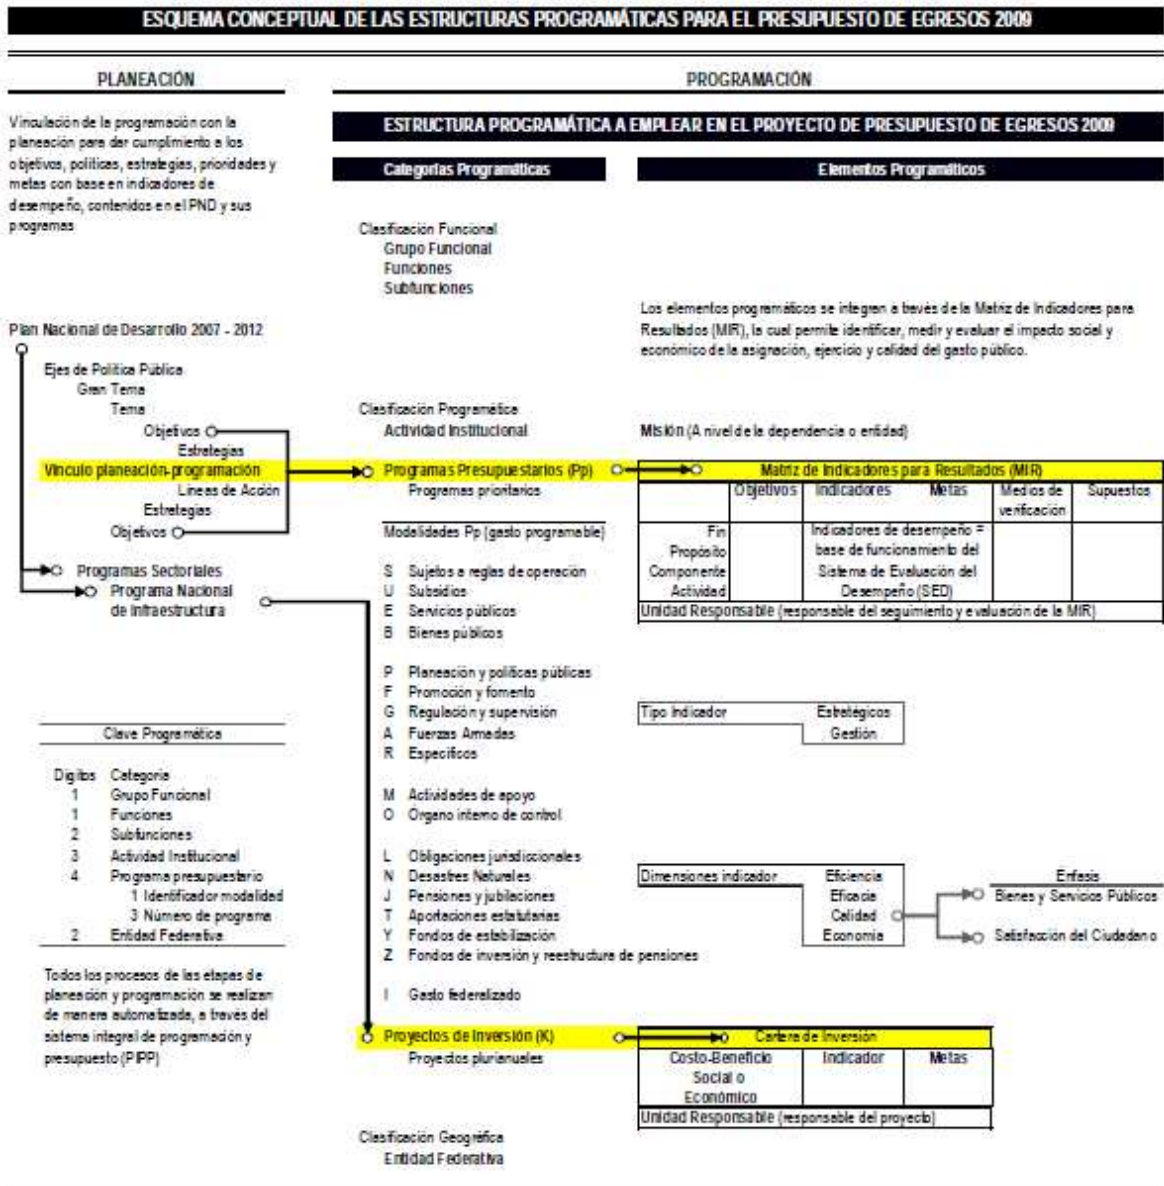 ESQUEMA CONCEPTUAL DE LAS ESTRUCTURAS PROGRAMÁTICAS PARA EL PRESUPUESTO DE EGRESOS 2009
PLANEACIÓN
Vinculación de la programación con la
planeación para dar cumplimiento a los
objetivos, políticas, estrategias, prioridades y
metas con base en indicadores de
desempeño, contenidos en el PND y sus
programas
Plan Nacional de Desarrollo 2007 - 2012
Ejes de Política Pública
Gran Tema
Tema
Objetivos
Estrategias
Vínculo planeación-programación
Líneas de Acción
Estrategias
Objetivos
Programas Sectoriales
Programa Nacional
de Infraestructura
Clave Programática
Dígitos Categoría
1 Grupo Funcional
1 Funciones
2 Subfunciones
3 Actividad Institucional
4 Programa presupuestario
1 Identificador modalidad
3 Número de programa
2 Entidad Federativa
Todos los procesos de las etapas de
planeación y programación se realizan
de manera automatizada, a través del
sistema integral de programación y
presupuesto (PIPP)
PROGRAMACIÓN
ESTRUCTURA PROGRAMÁTICA A EMPLEAR EN EL PROYECTO DE PRESUPUESTO DE EGRESOS 2009
Categorías Programáticas
Clasificación Funcional
Grupo Funcional
Funciones
Subfunciones
Clasificación Programática
Actividad Institucional
Programas Presupuestarios (Pp)
Programas prioritarios
Modalidades Pp (gasto programable)
S Sujetos a reglas de operación
U Subsidios
E Servicios públicos
B Bienes públicos
P Planeación y políticas públicas
F Promoción y fomento
G Regulación y supervisión
A Fuerzas Armadas
R Específicos
M Actividades de apoyo
O Organo interno de control
L Obligaciones jurisdiccionales
N Desastres Naturales
J Pensiones y jubilaciones
T Aportaciones estatutarias
Y Fondos de estabilización
Z Fondos de inversión y reestructura de pensiones
I Gasto federalizado
Proyectos de Inversión (K)
Proyectos plurianuales
Clasificación Geográfica
Entidad Federativa
Elementos Programáticos
Los elementos programáticos se integran a través de la Matriz de Indicadores para
Resultados (MIR), la cual permite identificar, medir y evaluar el impacto social y
económico de la asignación, ejercicio y calidad del gasto público.
Misión (A nivel de la dependencia o entidad)
Matriz de Indicadores para Resultados (MIR)
Objetivos Indicadores Metas Medios de Supuestos
verificación
Fin Indicadores de desempeño =
Propósito base de funcionamiento del
Componente Sistema de Evaluación del
Actividad Desempeño (SED)
Unidad Responsable (responsable del seguimiento y evaluación de la MIR)
Tipo Indicador Estratégicos
Gestión
Dimensiones indicador Eficiencia Énfasis
Eficacia Bienes y Servicios Públicos
Calidad
Economía Satisfacción del Ciudadano
Cartera de Inversión
Costo-Beneficio Indicador Metas
Social o
Económico
Unidad Responsable (responsable del proyecto)